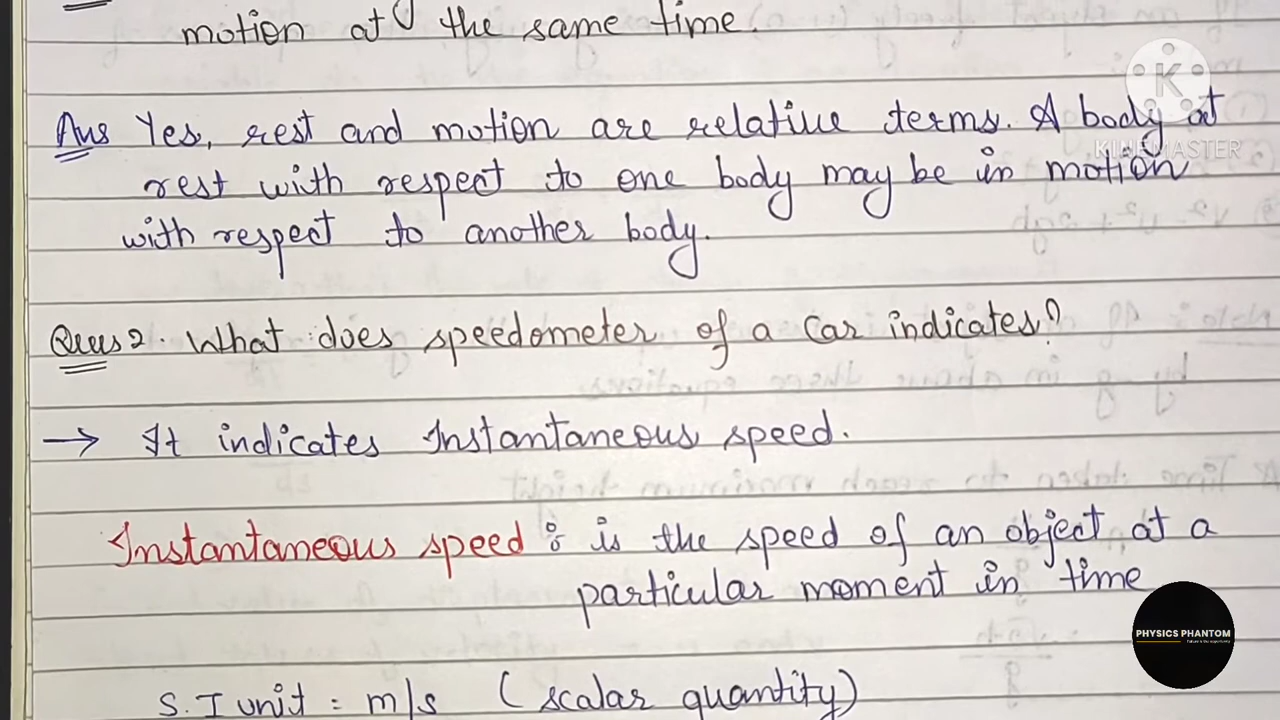 motion at the same time.
Ans Yes, rest and motion are relative terms. A body at
rest with respect to one body may be in motion
with respect to another body.
Ques 2. What does speedometer of a Car indicates?
→ It indicates Instantaneous speed.
Instantaneous speed : is the speed of an object at a
particular moment in time
S.I unit = m/s (scalar quantity)
K
KINEMASTER
PHYSICS PHANTOM